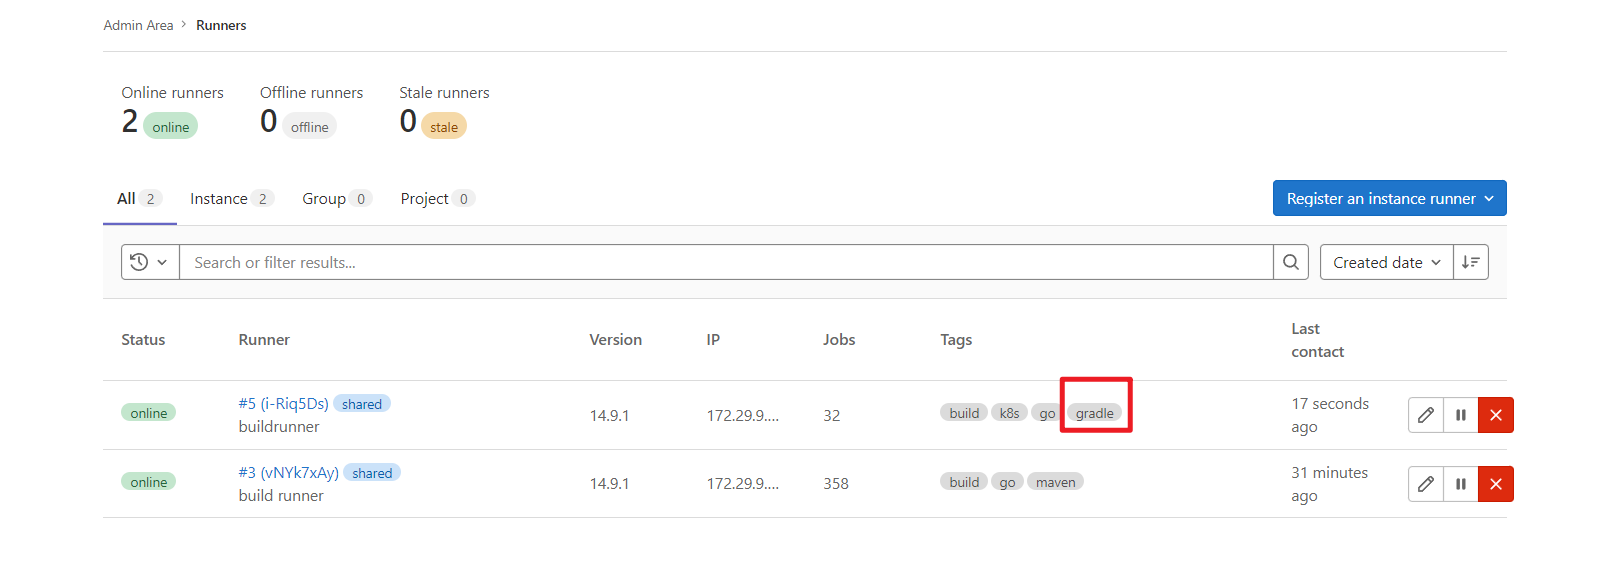 Admin Area > Runners
Online runners Offline runners Stale runners
2 online 0 offline 0 stale
All 2 Instance 2 Group 0 Project 0 Register an instance runner
Search or filter results... Created date
Status Runner Version IP Jobs Tags Last contact
online #5 (i-Riq5Ds) shared 14.9.1 172.29.9.... 32 build k8s go gradle 17 seconds ago
buildrunner
online #3 (vNYk7xAy) shared 14.9.1 172.29.9.... 358 build go maven 31 minutes ago
build runner